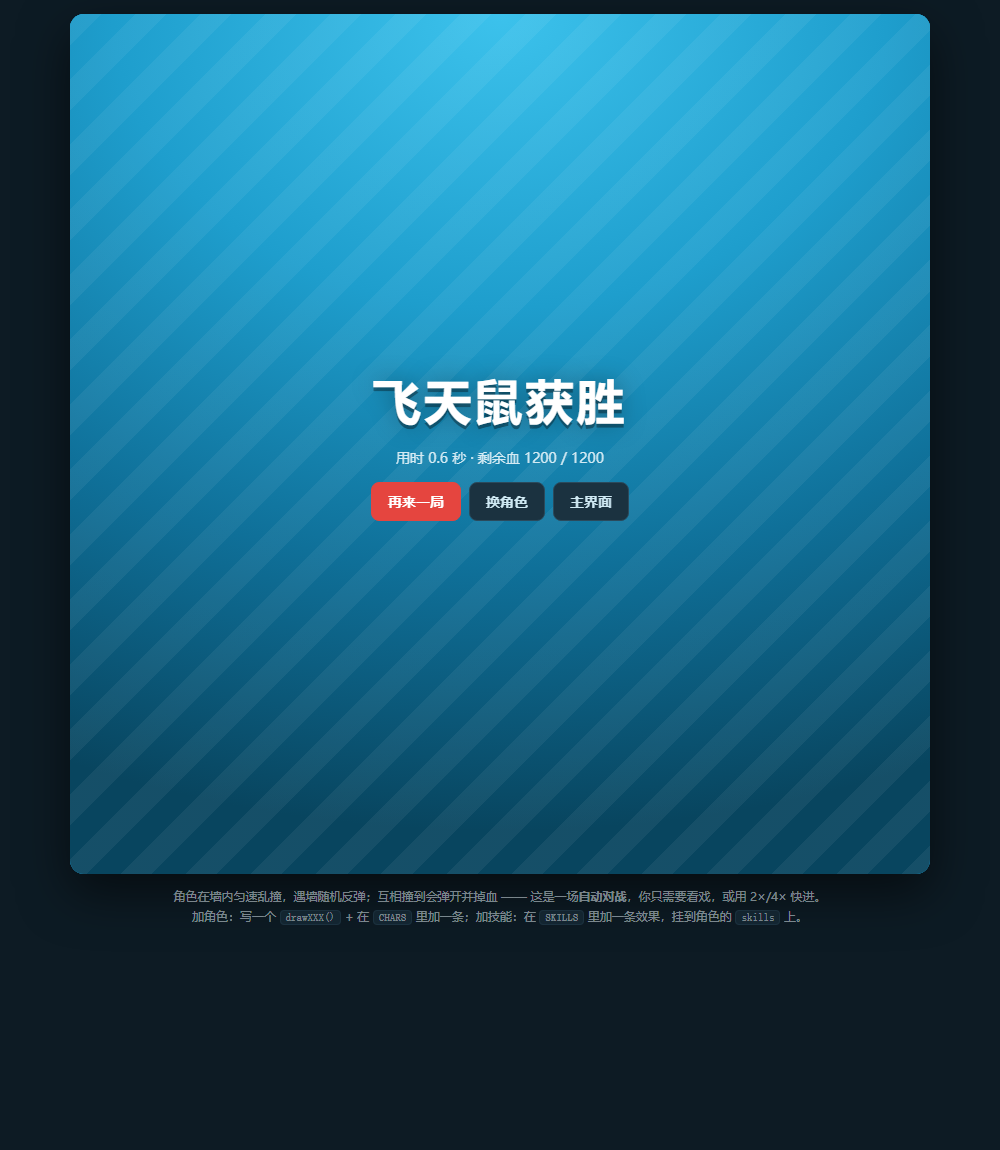 飞天鼠获胜
用时 0.6 秒 · 剩余血 1200 / 1200
再来一局 换角色 主界面
角色在墙内匀速乱撞，遇墙随机反弹；互相撞到会弹开并掉血 —— 这是一场自动对战，你只需要看戏，或用 2×/4× 快进。
加角色：写一个 drawXXX() + 在 CHARS 里加一条；加技能：在 SKILLS 里加一条效果，挂到角色的 skills 上。